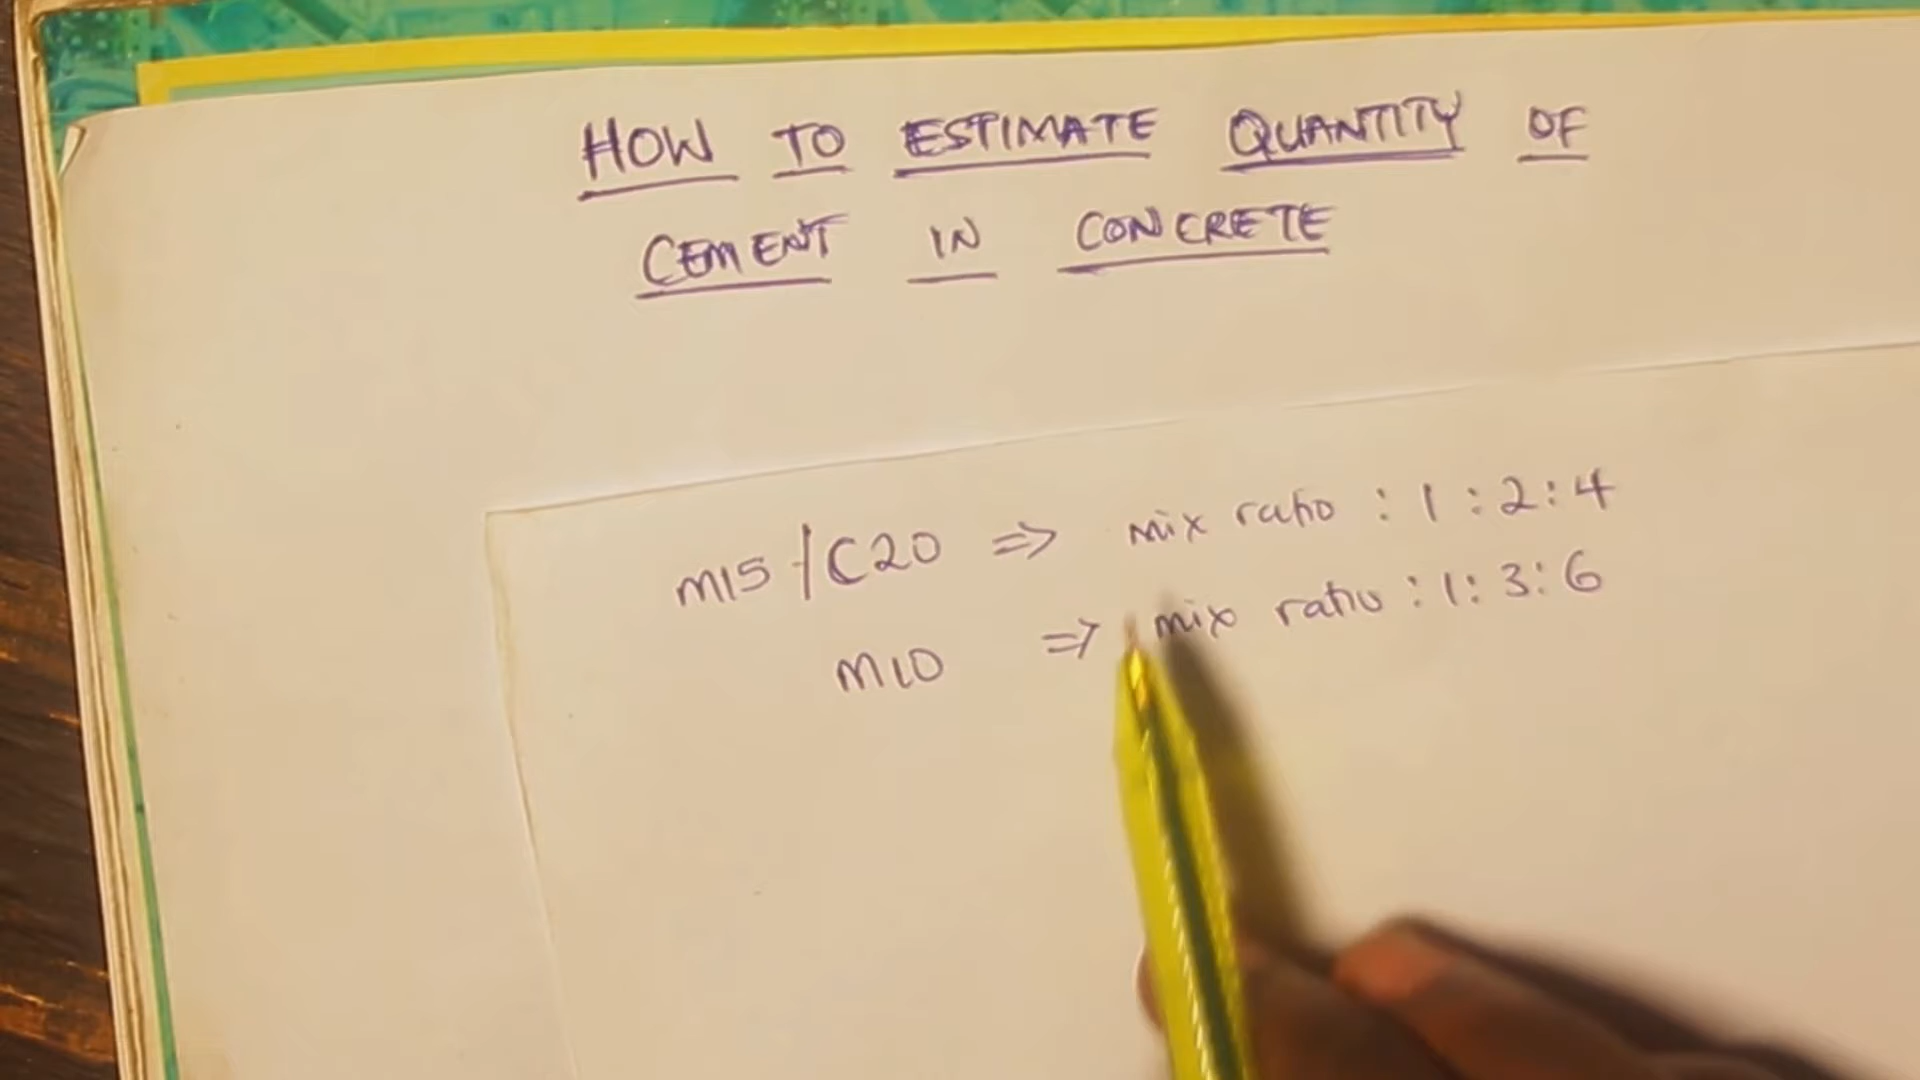 HOW TO ESTIMATE QUANTITY OF
CEMENT IN CONCRETE
M15/C20 => mix ratio : 1 : 2 : 4
M10 => mix ratio : 1 : 3 : 6